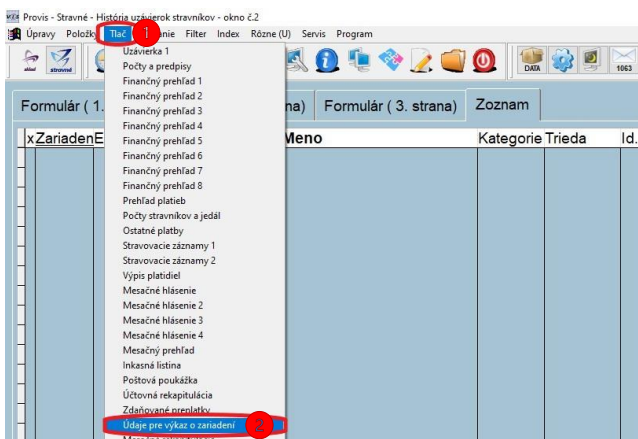 Provis - Stravné - História uzávierok stravníkov - okno č.2
Úpravy Položky Tlač 1 nie Filter Index Rôzne (U) Servis Program
stravné DATA 1063
Formulár ( 1. na) Formulár ( 3. strana) Zoznam
x Zariaden E Meno Kategorie Trieda Id.
Uzávierka 1
Počty a predpisy
Finančný prehľad 1
Finančný prehľad 2
Finančný prehľad 3
Finančný prehľad 4
Finančný prehľad 5
Finančný prehľad 6
Finančný prehľad 7
Finančný prehľad 8
Prehľad platieb
Počty stravníkov a jedál
Ostatné platby
Stravovacie záznamy 1
Stravovacie záznamy 2
Výpis platidiel
Mesačné hlásenie
Mesačné hlásenie 2
Mesačné hlásenie 3
Mesačné hlásenie 4
Mesačný prehľad
Inkasná listina
Poštová poukážka
Účtovná rekapitulácia
Zdaňované preplatky
Údaje pre výkaz o zariadení 2